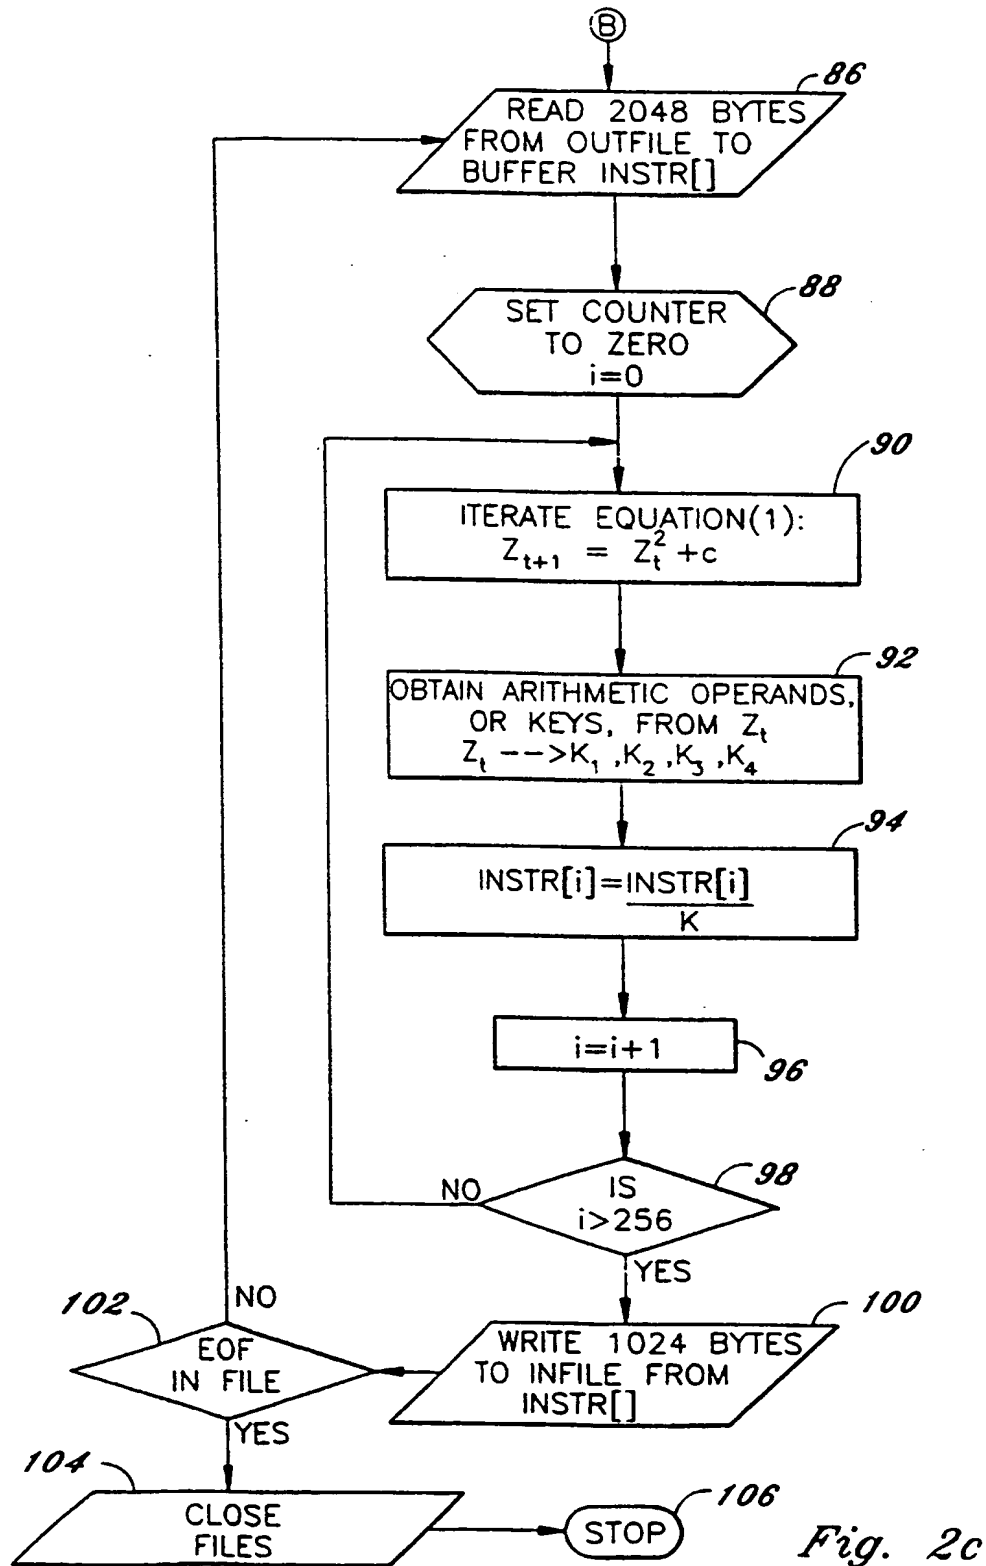 B
86
READ 2048 BYTES
FROM OUTFILE TO
BUFFER INSTR[]
88
SET COUNTER
TO ZERO
i=0
90
ITERATE EQUATION(1):
Z_{t+1} = Z_t^2+c
92
OBTAIN ARITHMETIC OPERANDS,
OR KEYS, FROM Z_t
Z_t -->K_1,K_2,K_3,K_4
94
INSTR[i]=INSTR[i]
K
i=i+1
96
98
NO
IS
i>256
YES
102
NO
100
EOF
IN FILE
WRITE 1024 BYTES
TO INFILE FROM
INSTR[]
YES
104
CLOSE
FILES
106
STOP
Fig. 2c